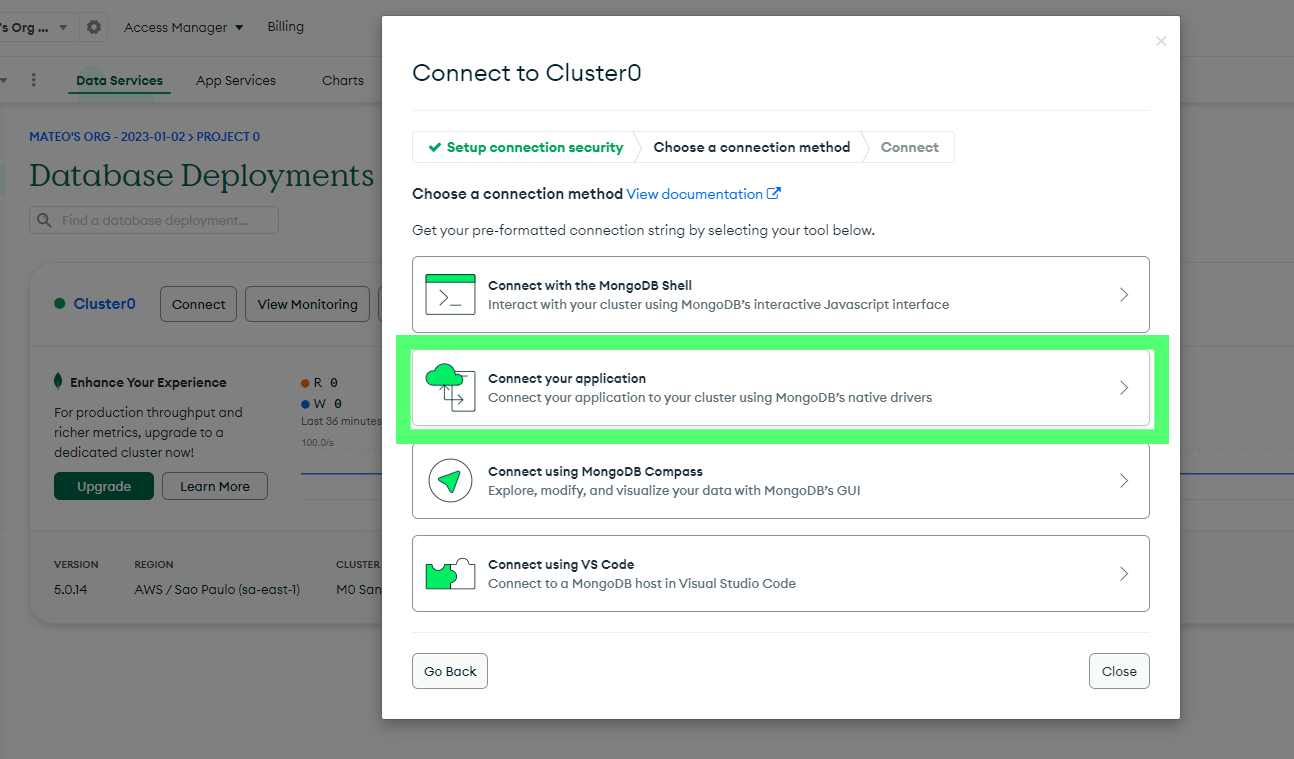 's Org ...
Access Manager
Billing
Data Services
App Services
Charts
MATEO'S ORG - 2023-01-02 > PROJECT 0
Database Deployments
Find a database deployment...
Cluster0
Connect
View Monitoring
Enhance Your Experience
For production throughput and
richer metrics, upgrade to a
dedicated cluster now!
Upgrade
Learn More
R 0
W 0
Last 36 minutes
100.0/s
VERSION
REGION
CLUSTER
5.0.14
AWS / Sao Paulo (sa-east-1)
M0 San
Connect to Cluster0
Setup connection security
Choose a connection method
Connect
Choose a connection method View documentation
Get your pre-formatted connection string by selecting your tool below.
Connect with the MongoDB Shell
Interact with your cluster using MongoDB's interactive Javascript interface
Connect your application
Connect your application to your cluster using MongoDB's native drivers
Connect using MongoDB Compass
Explore, modify, and visualize your data with MongoDB's GUI
Connect using VS Code
Connect to a MongoDB host in Visual Studio Code
Go Back
Close